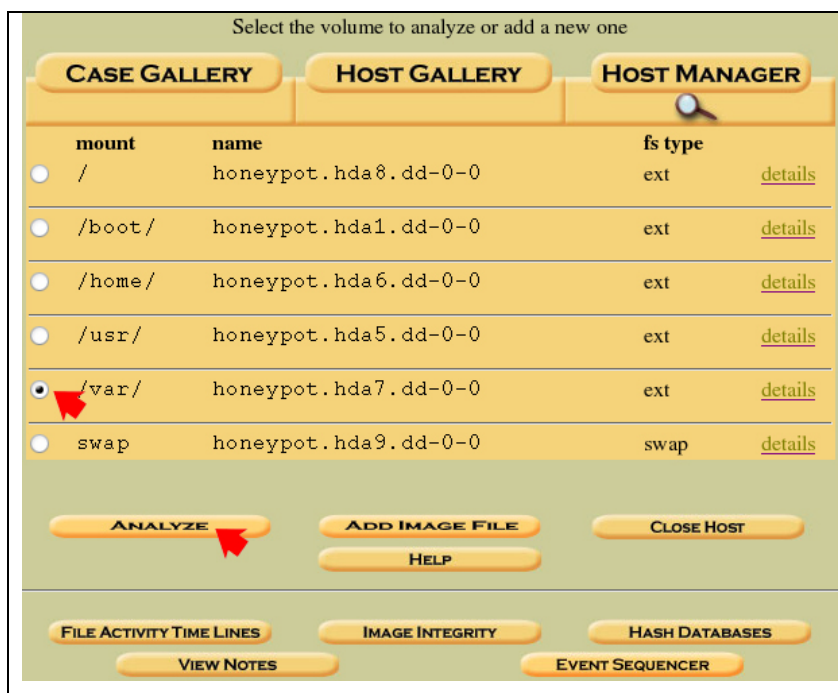 Select the volume to analyze or add a new one
CASE GALLERY HOST GALLERY HOST MANAGER
mount name fs type
/ honeypot.hda8.dd-0-0 ext details
/boot/ honeypot.hda1.dd-0-0 ext details
/home/ honeypot.hda6.dd-0-0 ext details
/usr/ honeypot.hda5.dd-0-0 ext details
/var/ honeypot.hda7.dd-0-0 ext details
swap honeypot.hda9.dd-0-0 swap details
ANALYZE ADD IMAGE FILE CLOSE HOST
HELP
FILE ACTIVITY TIME LINES IMAGE INTEGRITY HASH DATABASES
VIEW NOTES EVENT SEQUENCER